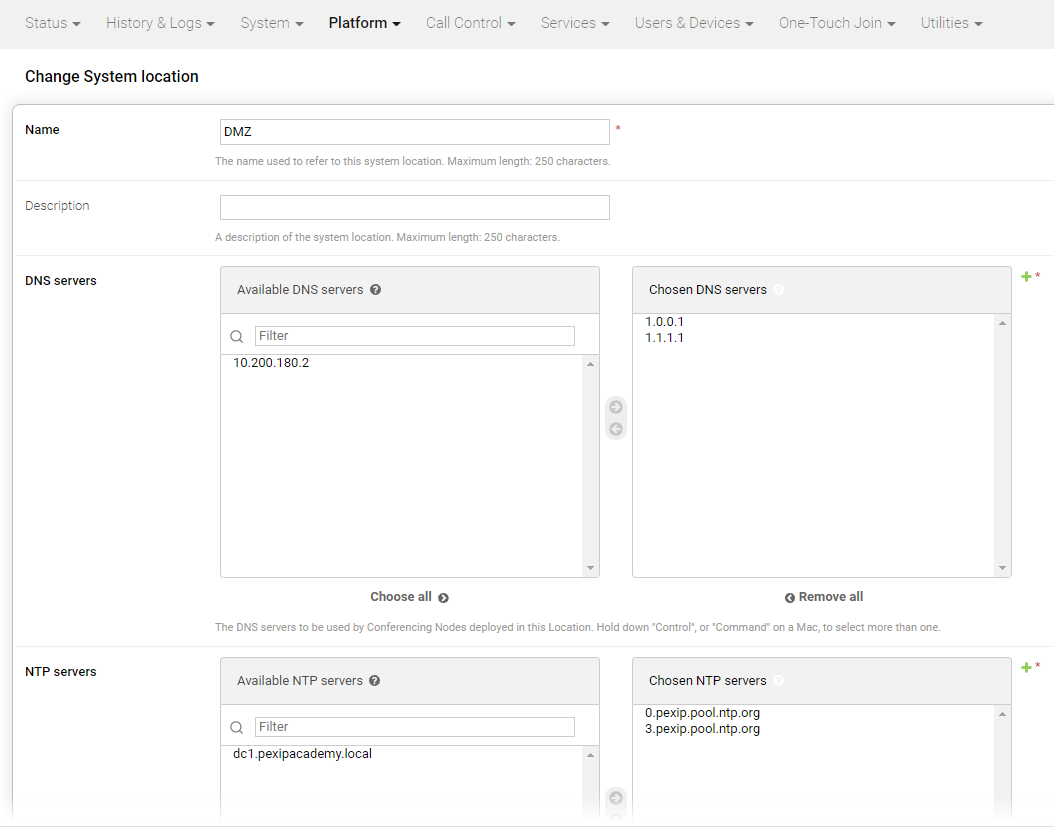 Status History & Logs System Platform Call Control Services Users & Devices One-Touch Join Utilities
Change System location
Name
DMZ
*
The name used to refer to this system location. Maximum length: 250 characters.
Description
A description of the system location. Maximum length: 250 characters.
DNS servers
Available DNS servers ?
Filter
10.200.180.2
Choose all
Chosen DNS servers ?
1.0.0.1
1.1.1.1
Remove all
+ *
The DNS servers to be used by Conferencing Nodes deployed in this Location. Hold down "Control", or "Command" on a Mac, to select more than one.
NTP servers
Available NTP servers ?
Filter
dc1.pexipacademy.local
Chosen NTP servers ?
0.pexip.pool.ntp.org
3.pexip.pool.ntp.org
+ *